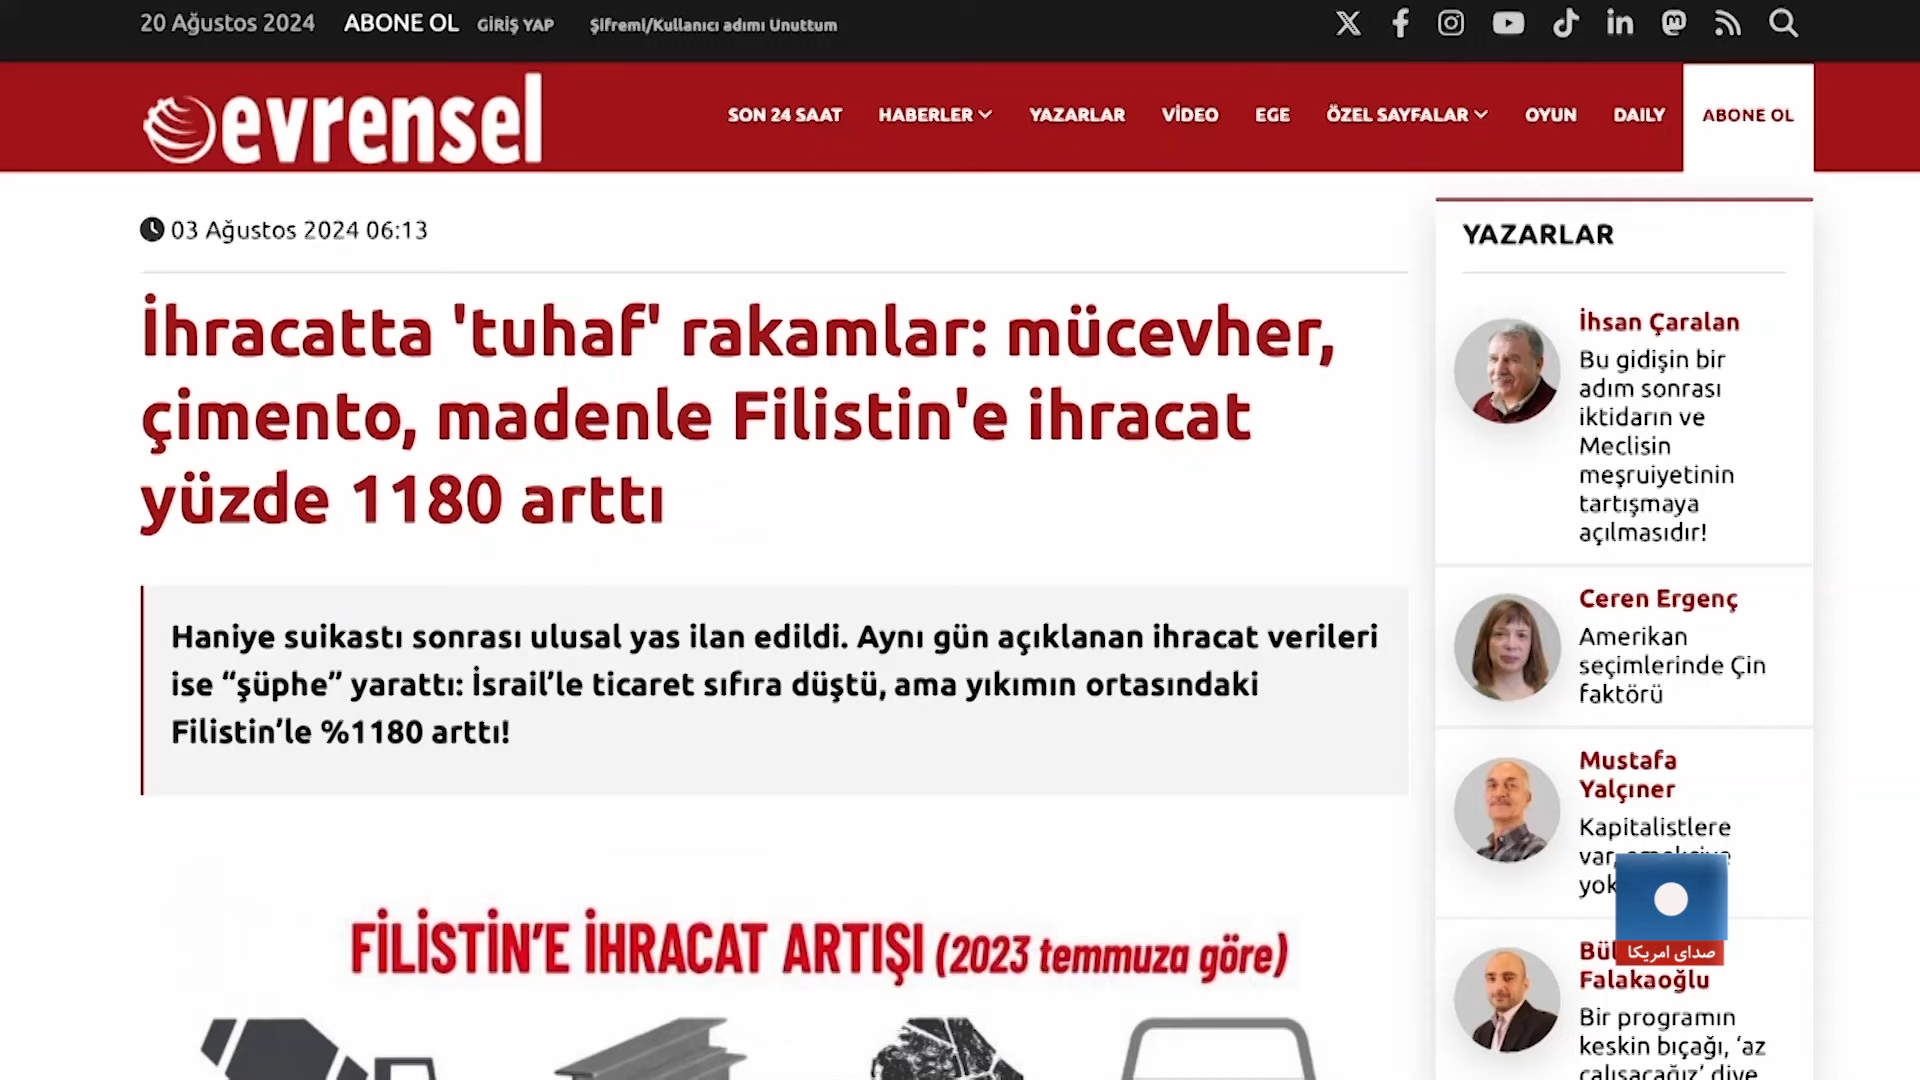 20 Ağustos 2024 ABONE OL GİRİŞ YAP Şifremi/Kullanıcı adımı Unuttum
evrensel
SON 24 SAAT HABERLER YAZARLAR VİDEO EGE ÖZEL SAYFALAR OYUN DAILY ABONE OL
03 Ağustos 2024 06:13
İhracatta 'tuhaf' rakamlar: mücevher,
çimento, madenle Filistin'e ihracat
yüzde 1180 arttı
Haniye suikastı sonrası ulusal yas ilan edildi. Aynı gün açıklanan ihracat verileri
ise “şüphe” yarattı: İsrail’le ticaret sıfıra düştü, ama yıkımın ortasındaki
Filistin’le %1180 arttı!
FİLİSTİN’E İHRACAT ARTIŞI (2023 temmuza göre)
YAZARLAR
İhsan Çaralan
Bu gidişin bir
adım sonrası
iktidarın ve
Meclisin
meşruiyetinin
tartışmaya
açılmasıdır!
Ceren Ergenç
Amerikan
seçimlerinde Çin
faktörü
Mustafa
Yalçıner
Kapitalistlere
var,
yok
صدای امریکا
Falakaoğlu
Bir programın
keskin bıçağı, ‘az
çalışacağız’ diye